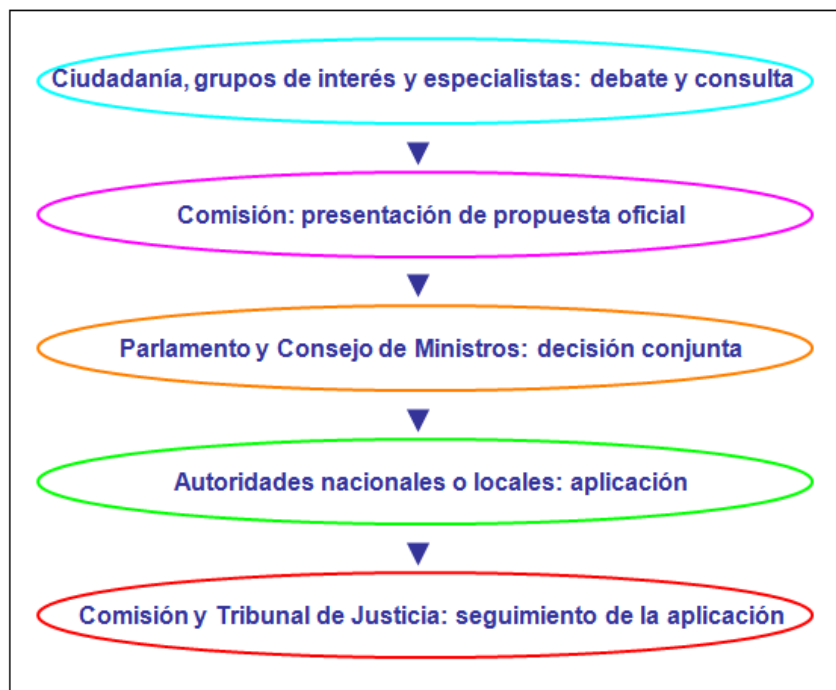 Ciudadanía, grupos de interés y especialistas: debate y consulta
Comisión: presentación de propuesta oficial
Parlamento y Consejo de Ministros: decisión conjunta
Autoridades nacionales o locales: aplicación
Comisión y Tribunal de Justicia: seguimiento de la aplicación